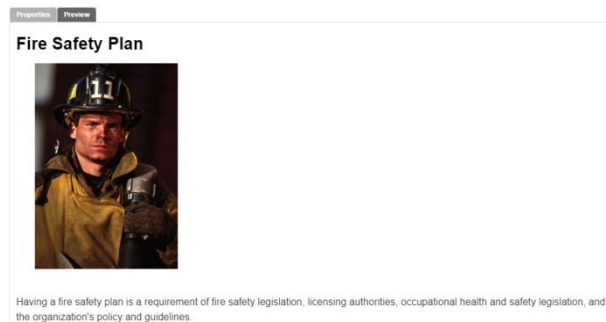 Properties Preview
Fire Safety Plan
11
Having a fire safety plan is a requirement of fire safety legislation, licensing authorities, occupational health and safety legislation, and
the organization's policy and guidelines.